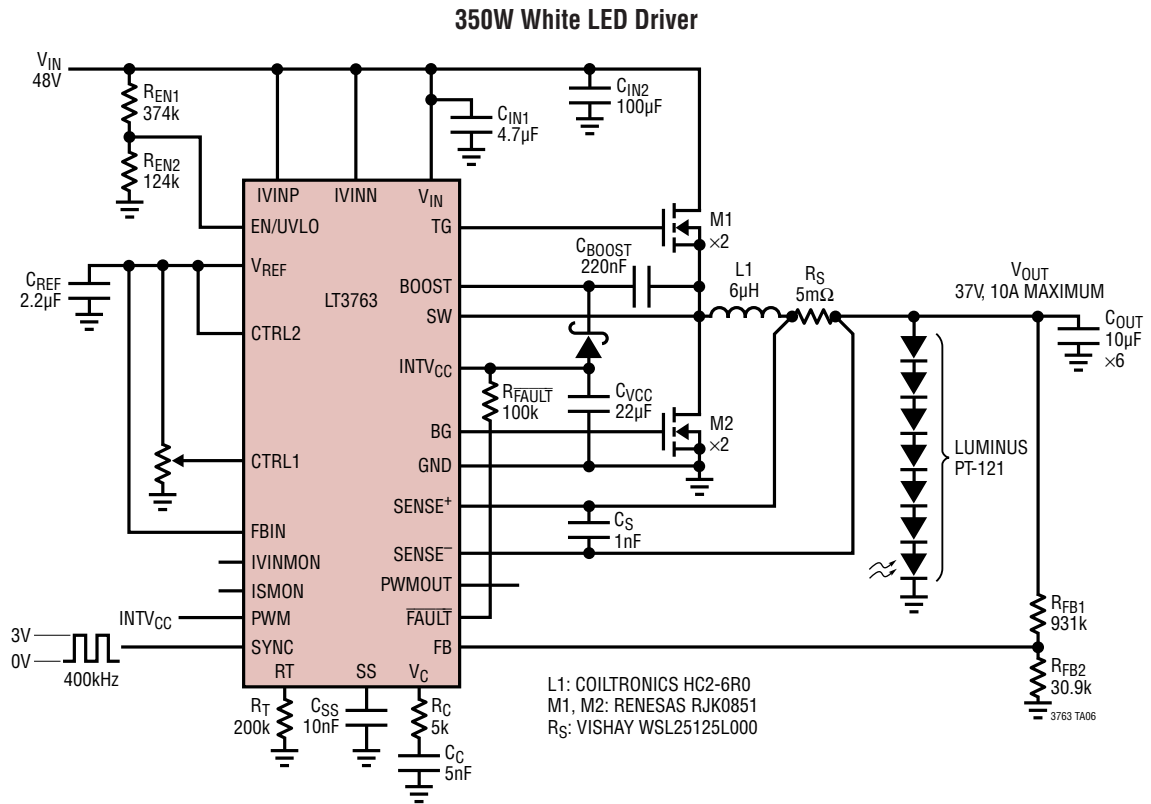 350W White LED Driver
VIN
48V
REN1
374k
REN2
124k
CIN1
4.7µF
CIN2
100µF
IVINP
IVINN
VIN
EN/UVLO
TG
M1
×2
CREF
2.2µF
VREF
LT3763
BOOST
CBOOST
220nF
SW
L1
6µH
RS
5mΩ
VOUT
37V, 10A MAXIMUM
COUT
10µF
×6
CTRL2
INTVCC
RFAULT
100k
CVCC
22µF
BG
M2
×2
GND
LUMINUS
PT-121
CTRL1
SENSE+
CS
1nF
SENSE–
FBIN
IVINMON
ISMON
PWMOUT
INTVCC
PWM
FAULT
3V
0V
400kHz
SYNC
FB
RFB1
931k
RFB2
30.9k
RT
SS
VC
RT
200k
CSS
10nF
RC
5k
CC
5nF
L1: COILTRONICS HC2-6R0
M1, M2: RENESAS RJK0851
RS: VISHAY WSL25125L000
3763 TA06